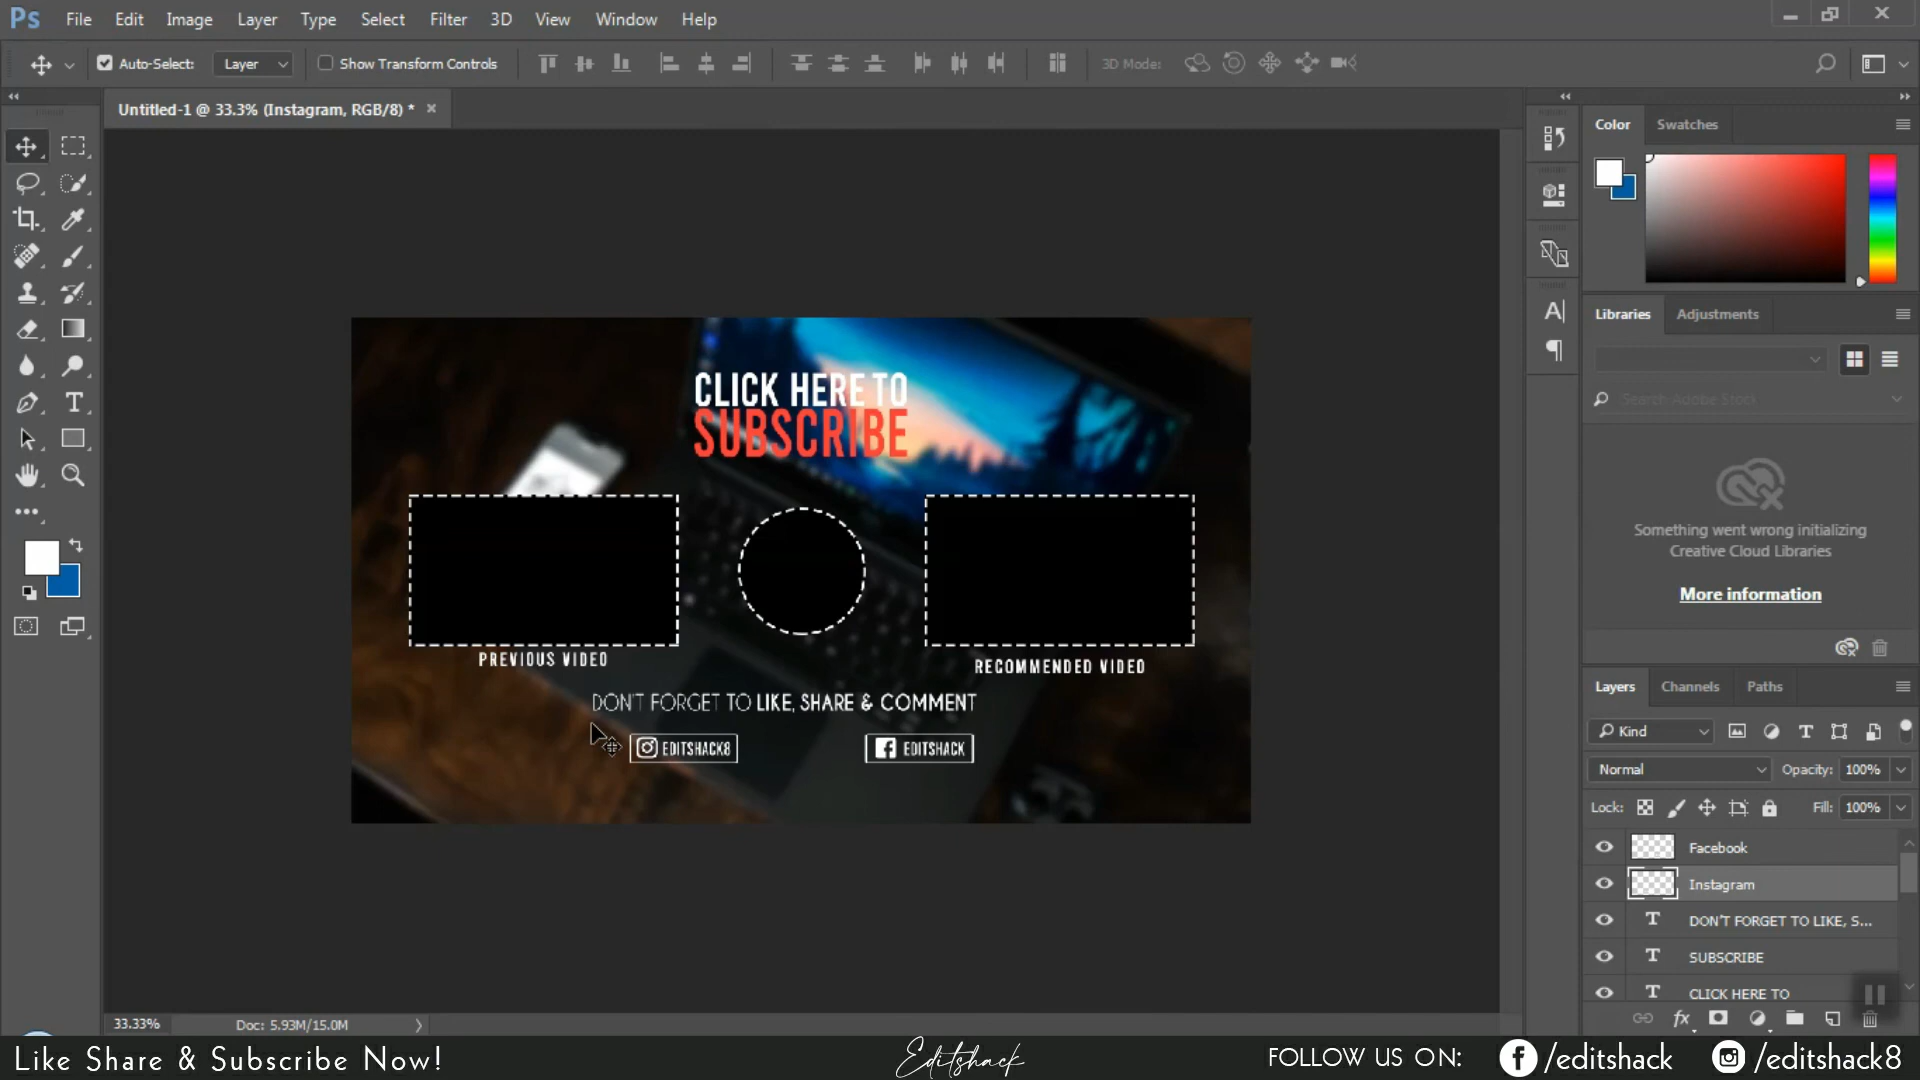 Ps File Edit Image Layer Type Select Filter 3D View Window Help
Auto-Select: Layer Show Transform Controls 3D Mode:
Untitled-1 @ 33.3% (Instagram, RGB/8) *
Color Swatches
Libraries Adjustments
Search Adobe Stock
Something went wrong initializing
Creative Cloud Libraries
More information
CLICK HERE TO
SUBSCRIBE
PREVIOUS VIDEO
RECOMMENDED VIDEO
DON'T FORGET TO LIKE, SHARE & COMMENT
EDITSHACK8
EDITSHACK
Layers Channels Paths
Kind
Normal Opacity: 100%
Lock: Fill: 100%
Facebook
Instagram
T DON'T FORGET TO LIKE, S...
T SUBSCRIBE
T CLICK HERE TO
fx
33.33% Doc: 5.93M/15.0M
Like Share & Subscribe Now!
Editshack
FOLLOW US ON: /editshack /editshack8